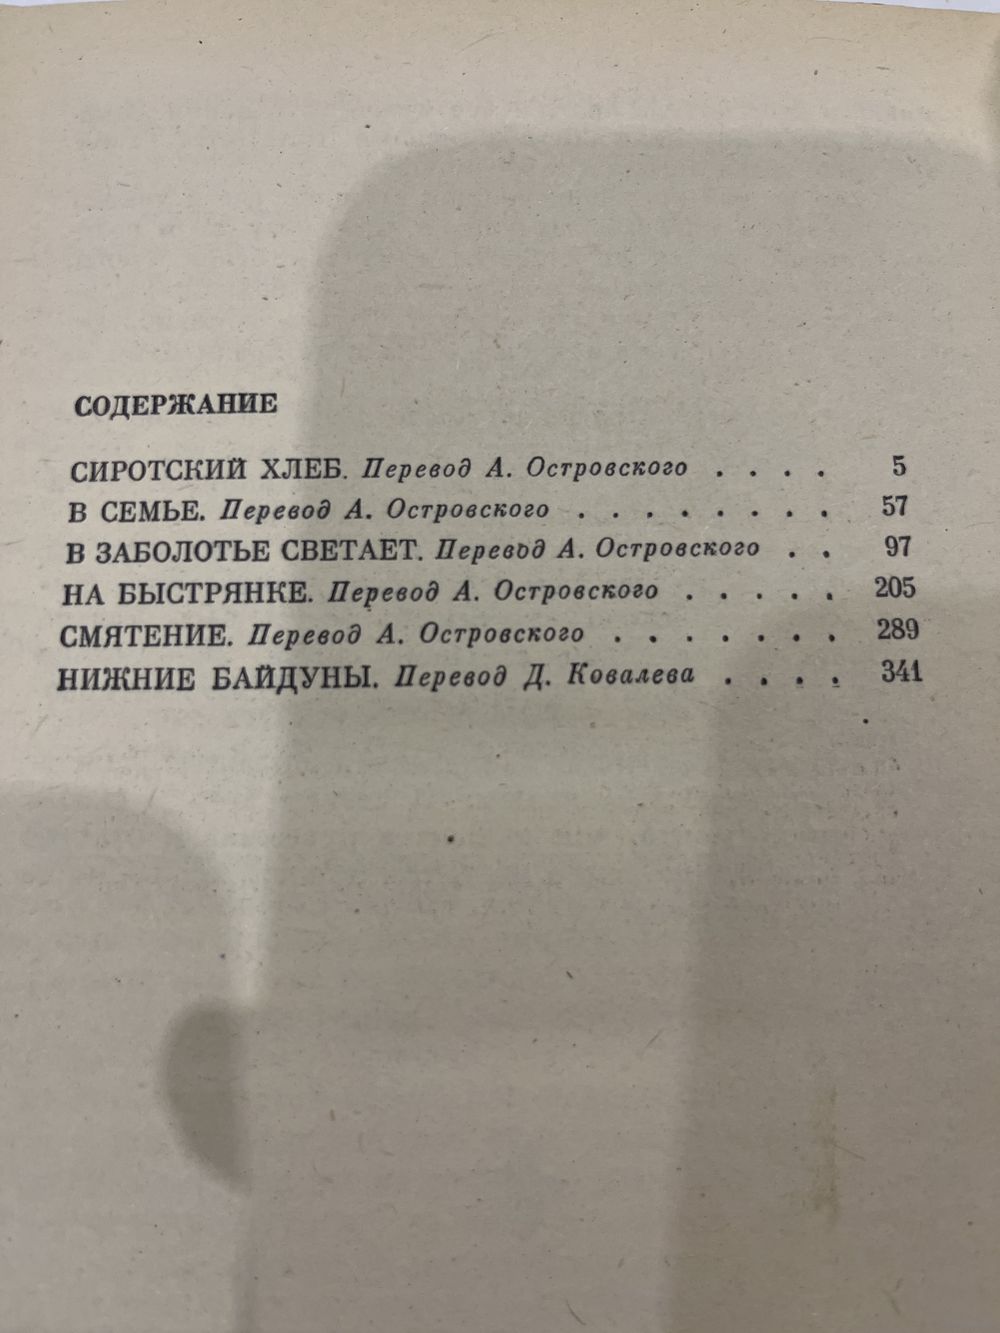 СОДЕРЖАНИЕ
СИРОТСКИЙ ХЛЕБ. Перевод А. Островского . . . . 5
В СЕМЬЕ. Перевод А. Островского . . . . . . . . 57
В ЗАБОЛОТЬЕ СВЕТАЕТ. Перевод А. Островского . . 97
НА БЫСТРЯНКЕ. Перевод А. Островского . . . . . 205
СМЯТЕНИЕ. Перевод А. Островского . . . . . . . 289
НИЖНИЕ БАЙДУНЫ. Перевод Д. Ковалева . . . . 341